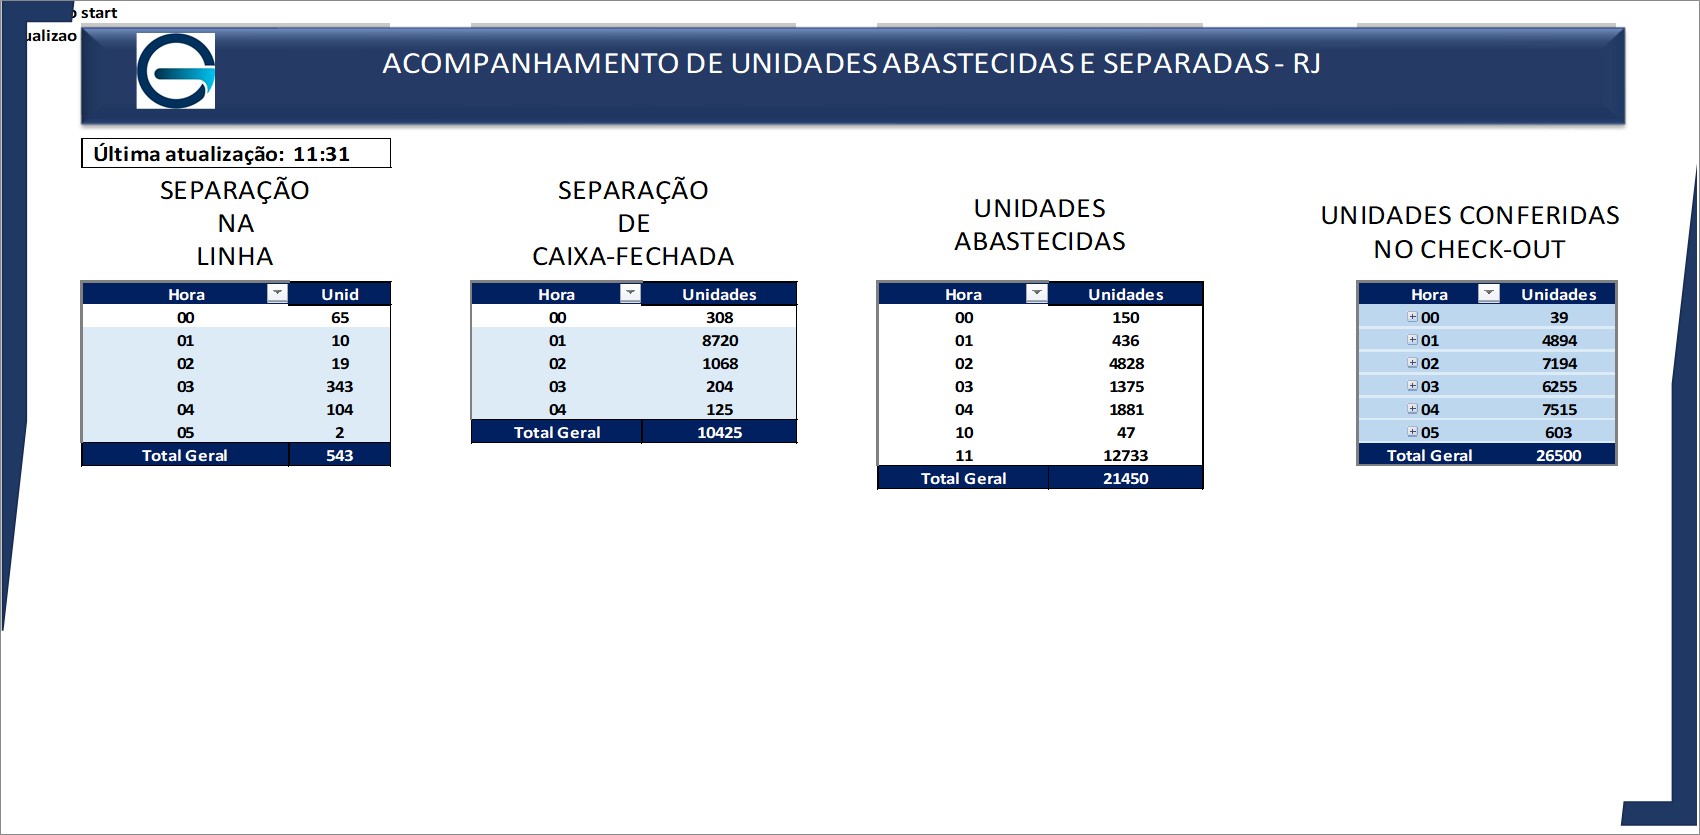 start
ACOMPANHAMENTO DE UNIDADES ABASTECIDAS E SEPARADAS - RJ
Última atualização: 11:31
SEPARAÇÃO
NA
LINHA
Hora Unid
00 65
01 10
02 19
03 343
04 104
05 2
Total Geral 543
SEPARAÇÃO
DE
CAIXA-FECHADA
Hora Unidades
00 308
01 8720
02 1068
03 204
04 125
Total Geral 10425
UNIDADES
ABASTECIDAS
Hora Unidades
00 150
01 436
02 4828
03 1375
04 1881
10 47
11 12733
Total Geral 21450
UNIDADES CONFERIDAS
NO CHECK-OUT
Hora Unidades
00 39
01 4894
02 7194
03 6255
04 7515
05 603
Total Geral 26500